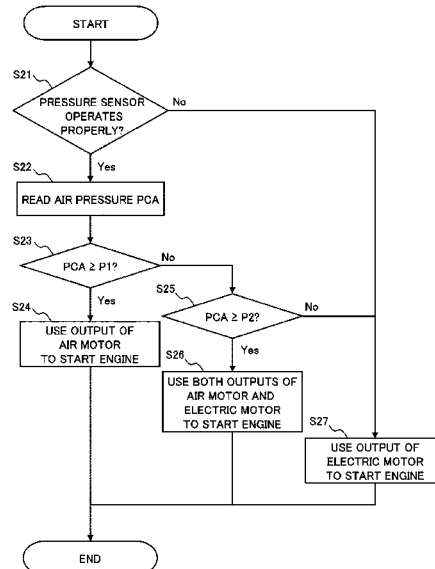 START
S21
PRESSURE SENSOR
OPERATES
PROPERLY?
No
Yes
S22
READ AIR PRESSURE PCA
S23
PCA ≥ P1?
No
Yes
S24
USE OUTPUT OF
AIR MOTOR
TO START ENGINE
S25
PCA ≥ P2?
No
Yes
S26
USE BOTH OUTPUTS OF
AIR MOTOR AND
ELECTRIC MOTOR
TO START ENGINE
S27
USE OUTPUT OF
ELECTRIC MOTOR
TO START ENGINE
END